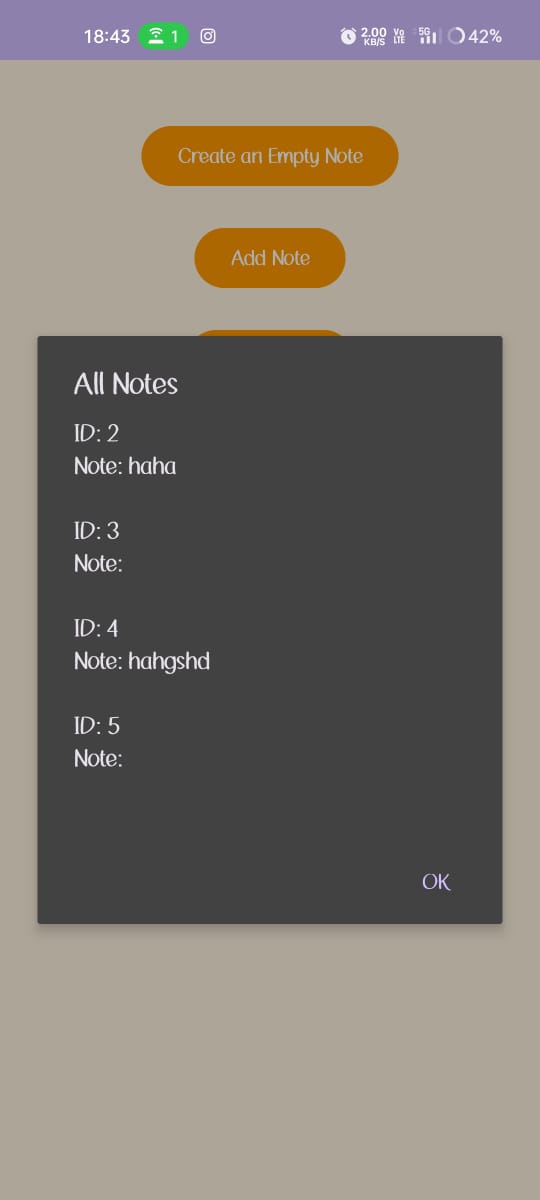 18:43 1 2.00 KB/S Vo LTE 5G 42%
Create an Empty Note
Add Note
All Notes
ID: 2
Note: haha
ID: 3
Note:
ID: 4
Note: hahgshd
ID: 5
Note:
OK